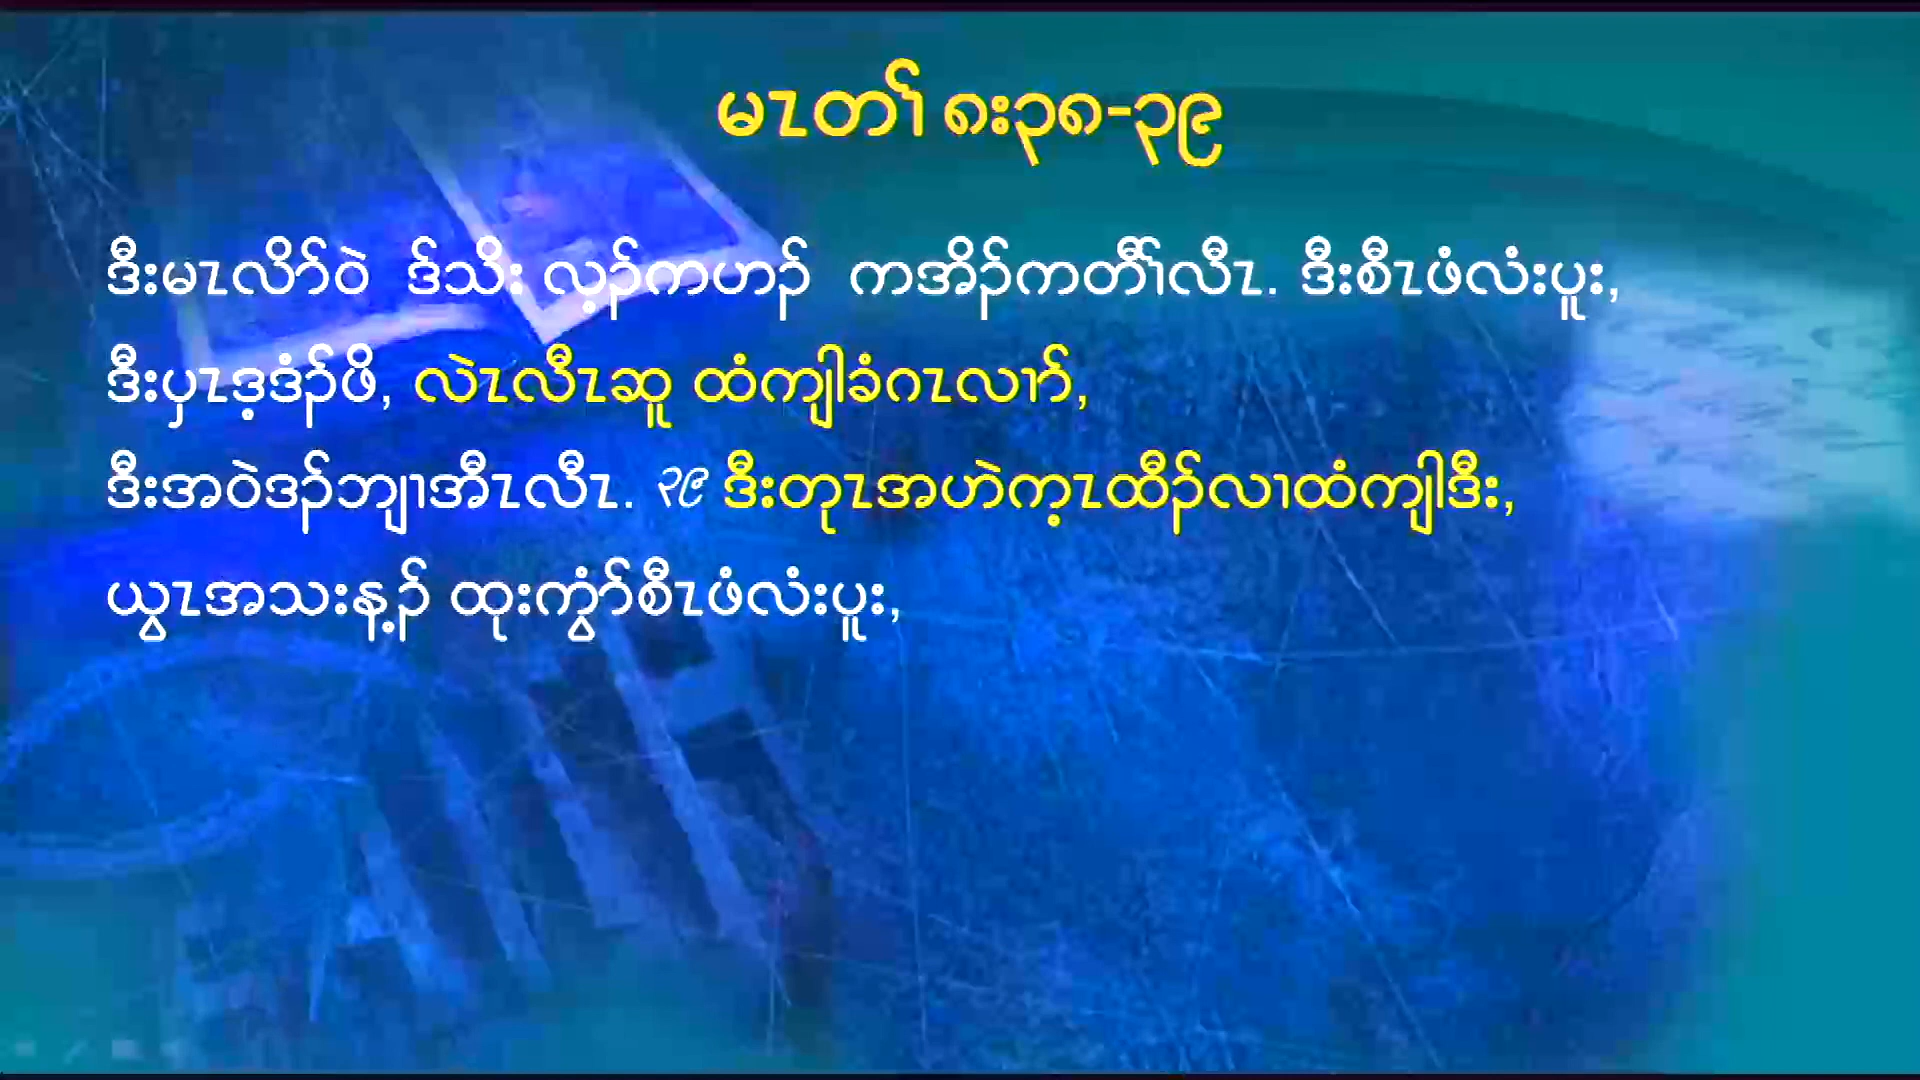 မၤတၢ် ၈း၃၈-၃၉
ဒီးမၤလိာ်ဝဲ ဒ်သိး လ့ၣ်ကဟၣ် ကအိၣ်ကတီၢ်လီၤ. ဒီးစီၤဖံလံးပူး,
ဒီးပှၤဒ့ဒံၣ်ဖိ, လဲၤလီၤဆူ ထံကျါခံဂၤလၢာ်,
ဒီးအဝဲဒၣ်ဘျၢအီၤလီၤ. ၃၉ ဒီးတုၤအဟဲက့ၤထီၣ်လၢထံကျါဒီး,
ယွၤအသးန့ၣ် ထုးကွံာ်စီၤဖံလံးပူး,